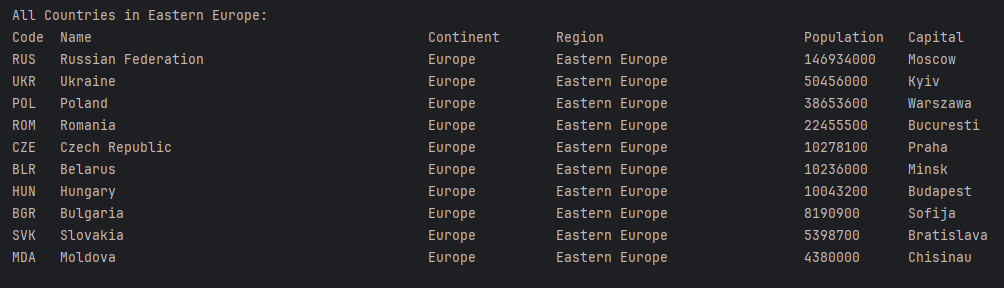 All Countries in Eastern Europe:
Code Name Continent Region Population Capital
RUS Russian Federation Europe Eastern Europe 146934000 Moscow
UKR Ukraine Europe Eastern Europe 50456000 Kyiv
POL Poland Europe Eastern Europe 38653600 Warszawa
ROM Romania Europe Eastern Europe 22455500 Bucuresti
CZE Czech Republic Europe Eastern Europe 10278100 Praha
BLR Belarus Europe Eastern Europe 10236000 Minsk
HUN Hungary Europe Eastern Europe 10043200 Budapest
BGR Bulgaria Europe Eastern Europe 8190900 Sofija
SVK Slovakia Europe Eastern Europe 5398700 Bratislava
MDA Moldova Europe Eastern Europe 4380000 Chisinau